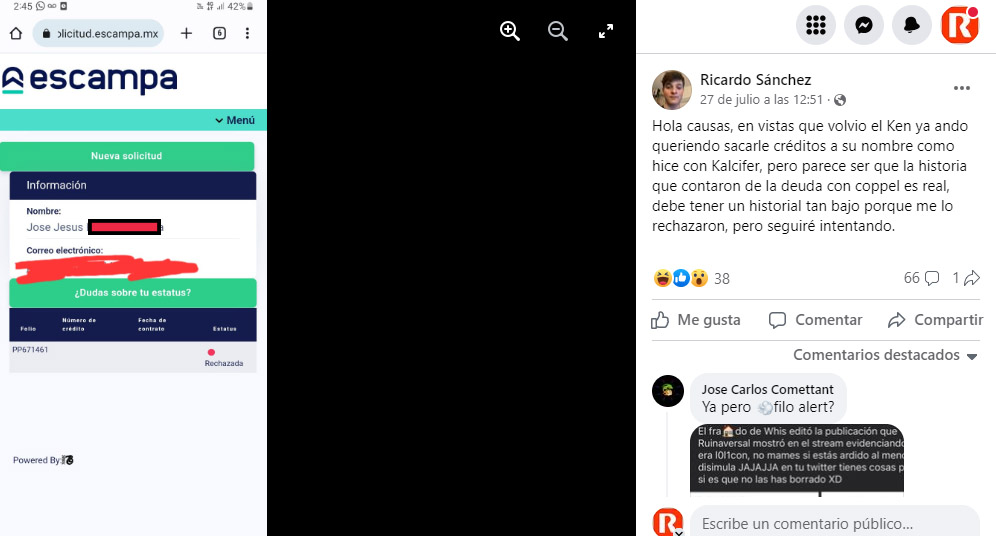 2:45 42%
olicitud.escampa.mx 6
escampa
Menú
Nueva solicitud
Información
Nombre:
Jose Jesus
Correo electrónico:
¿Dudas sobre tu estatus?
Folio Número de crédito Fecha de contrato Estatus
PP671461 Rechazada
Powered By:
Ricardo Sánchez
27 de julio a las 12:51 ·
Hola causas, en vistas que volvio el Ken ya ando
queriendo sacarle créditos a su nombre como
hice con Kalcifer, pero parece ser que la historia
que contaron de la deuda con coppel es real,
debe tener un historial tan bajo porque me lo
rechazaron, pero seguiré intentando.
😆👍😮 38 66 1
Me gusta Comentar Compartir
Comentarios destacados
Jose Carlos Comettant
Ya pero 💨filo alert?
El fra🏠do de Whis editó la publicación que
Ruinaversal mostró en el stream evidenciando
era l0l1con, no mames si estás ardido al meno
disimula JAJAJJA en tu twitter tienes cosas p
si es que no las has borrado XD
Escribe un comentario público...